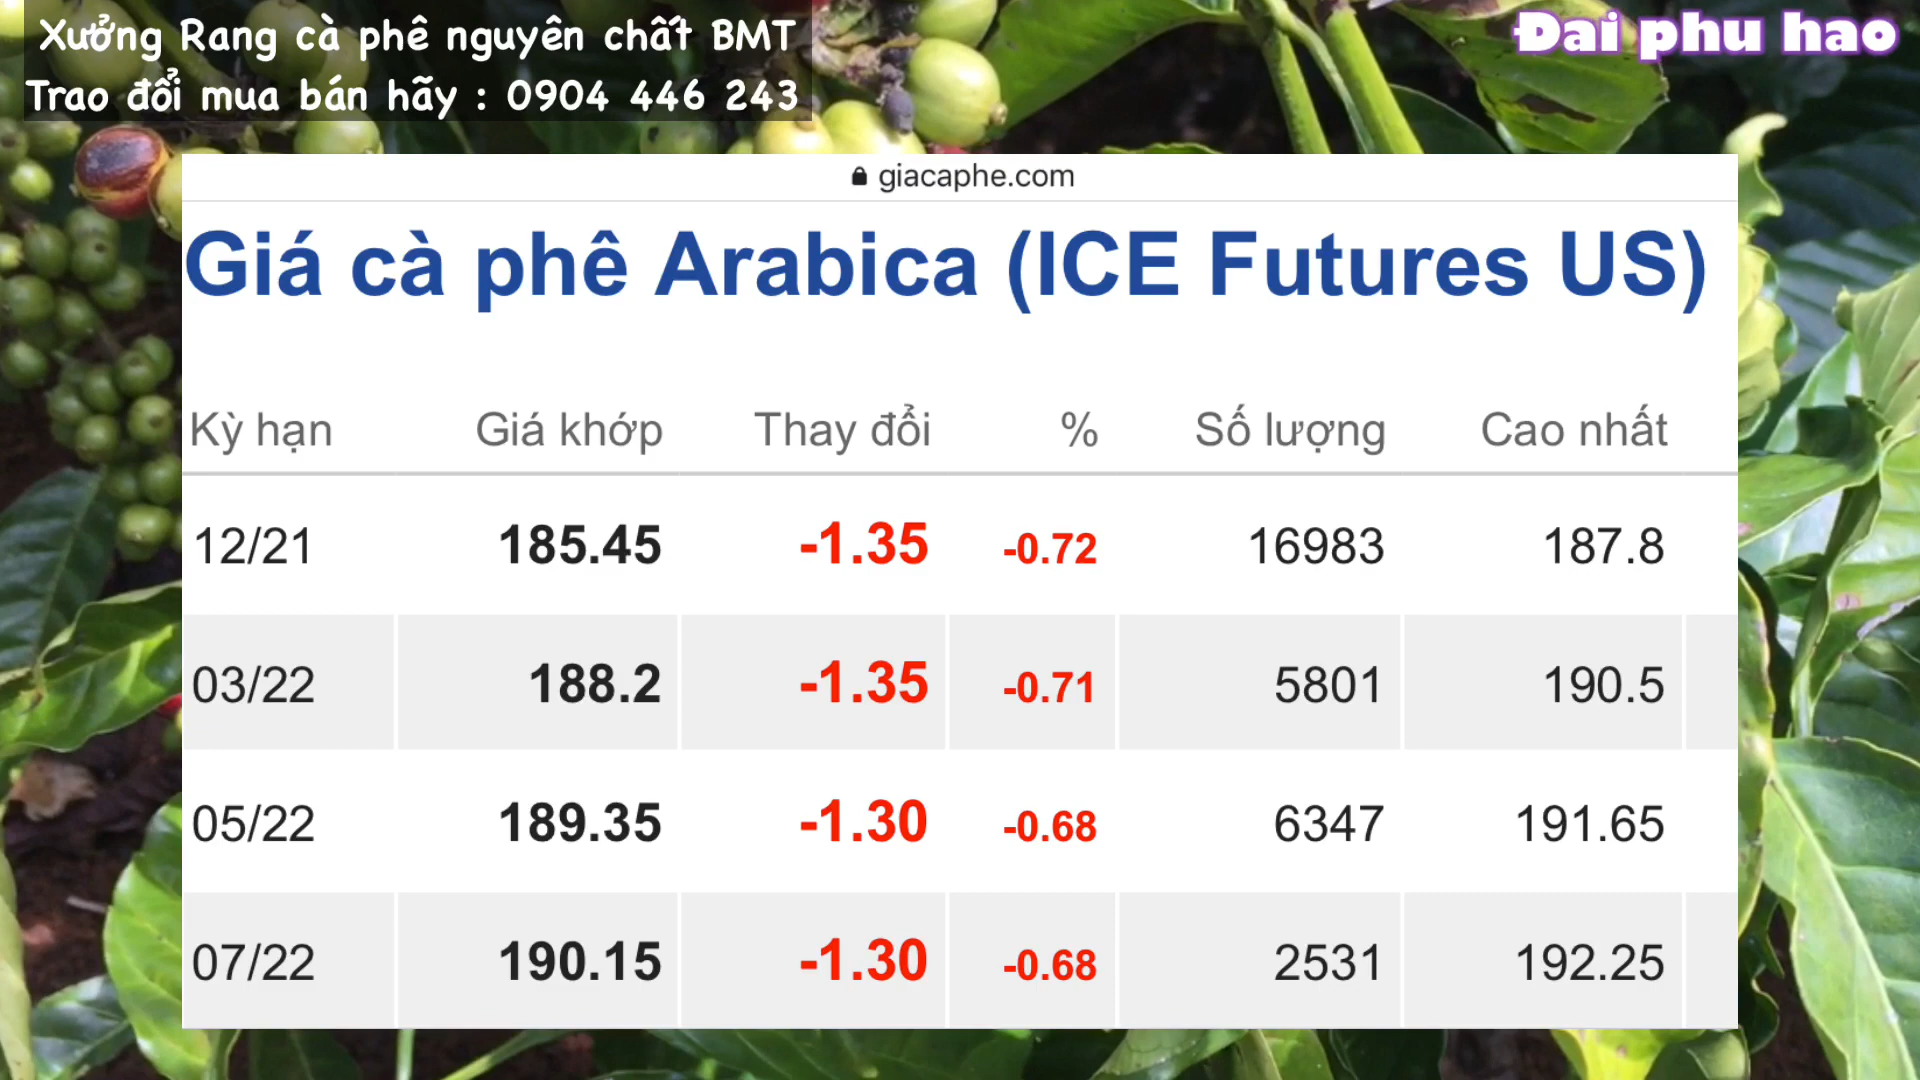 Xưởng Rang cà phê nguyên chất BMT
Trao đổi mua bán hãy : 0904 446 243
Đai phu hao
giacaphe.com
Giá cà phê Arabica (ICE Futures US)
Kỳ hạn Giá khớp Thay đổi % Số lượng Cao nhất
12/21 185.45 -1.35 -0.72 16983 187.8
03/22 188.2 -1.35 -0.71 5801 190.5
05/22 189.35 -1.30 -0.68 6347 191.65
07/22 190.15 -1.30 -0.68 2531 192.25